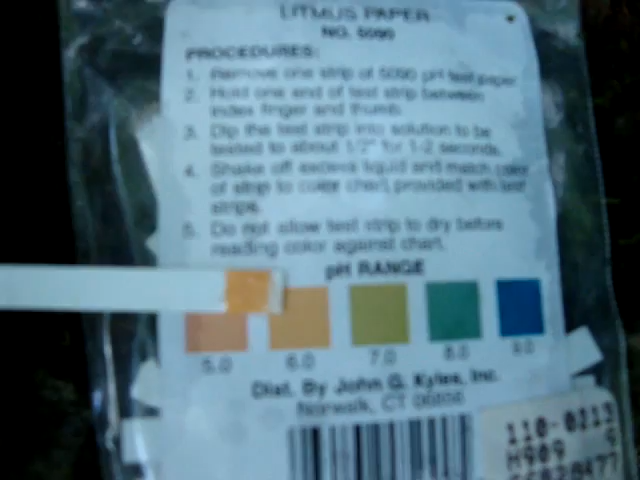 LITMUS PAPER
NO. 5090
PROCEDURES:
1. Remove one strip of 5090 pH test paper
2. Hold one end of test strip between
index finger and thumb.
3. Dip the test strip into solution to be
tested to about 1/2" for 1-2 seconds.
4. Shake off excess liquid and match color
of strip to color chart provided with test
strips.
5. Do not allow test strip to dry before
reading color against chart.
pH RANGE
5.0 6.0 7.0 8.0 9.0
Dist. By John G. Kyles, Inc.
Norwalk, CT
110-0213
H909 9